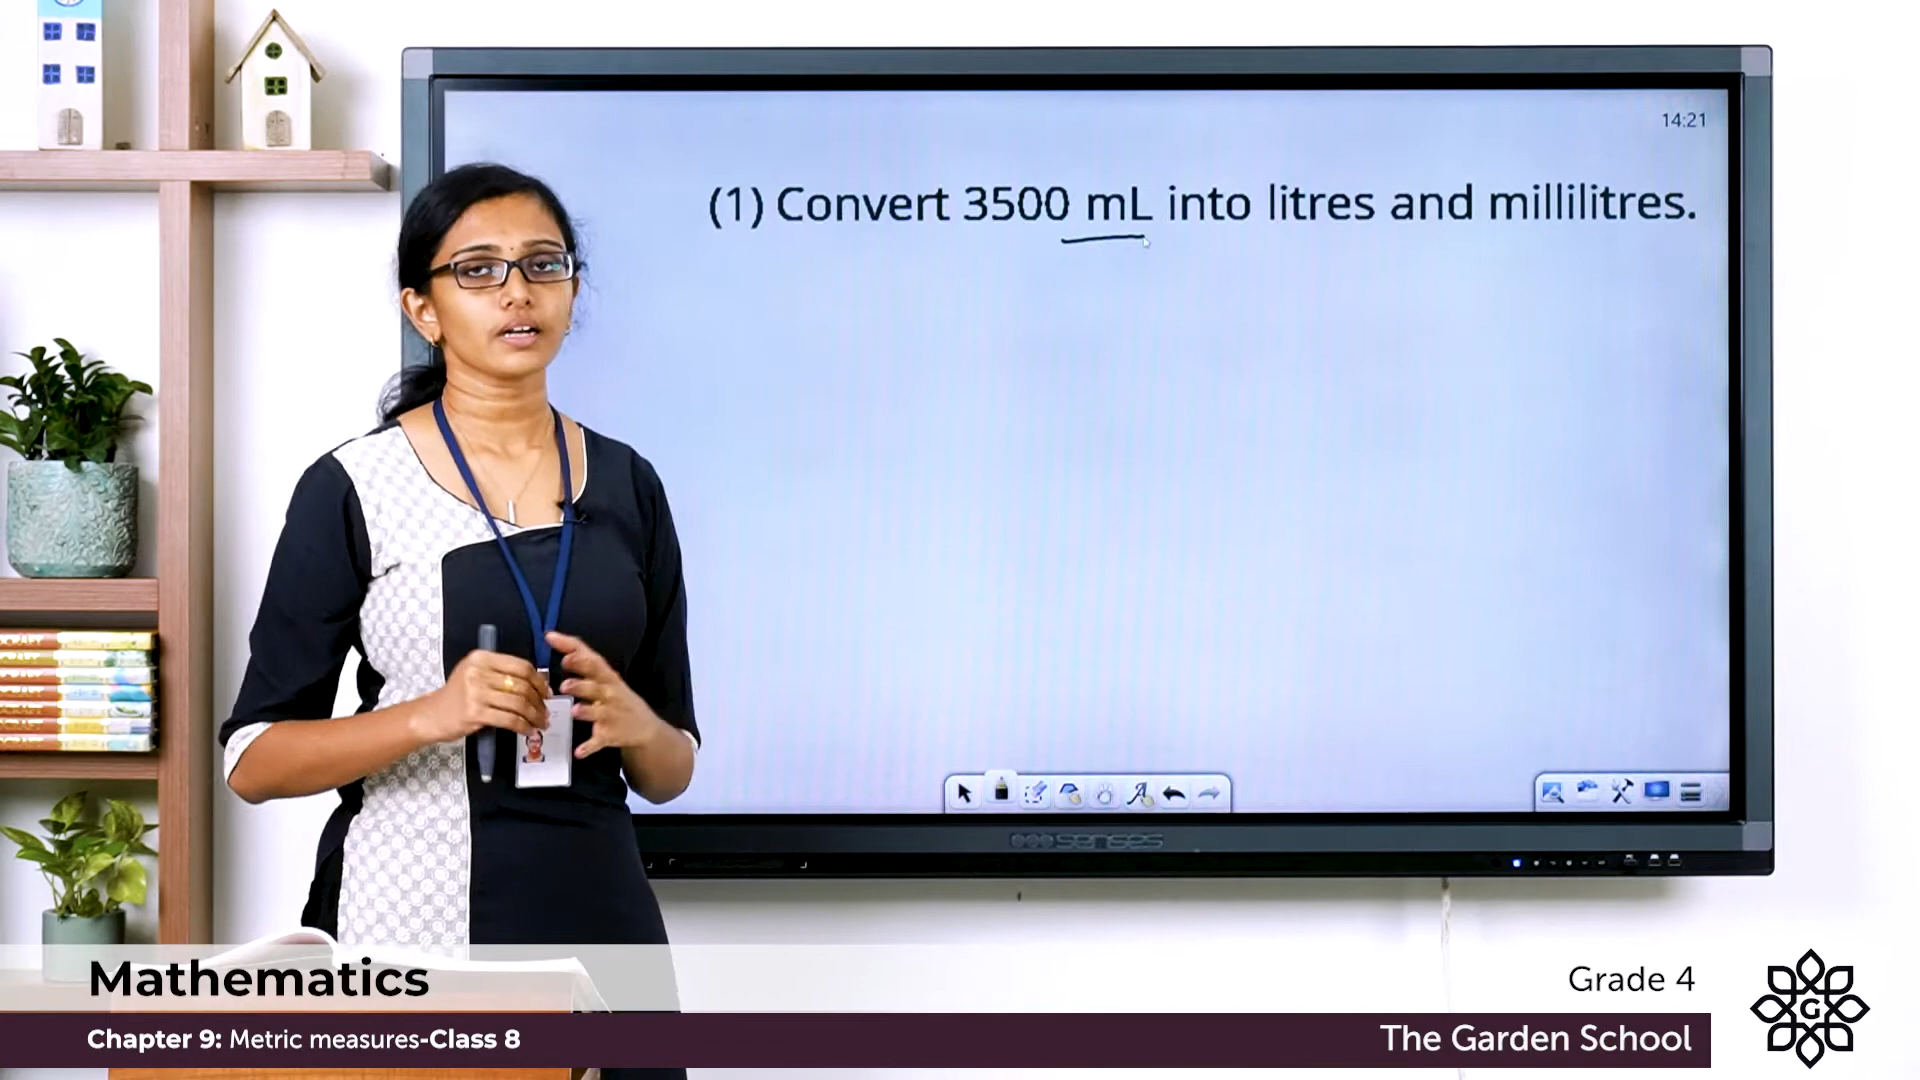 14:21
(1) Convert 3500 mL into litres and millilitres.
senses
Mathematics
Grade 4
Chapter 9: Metric measures-Class 8
The Garden School
G